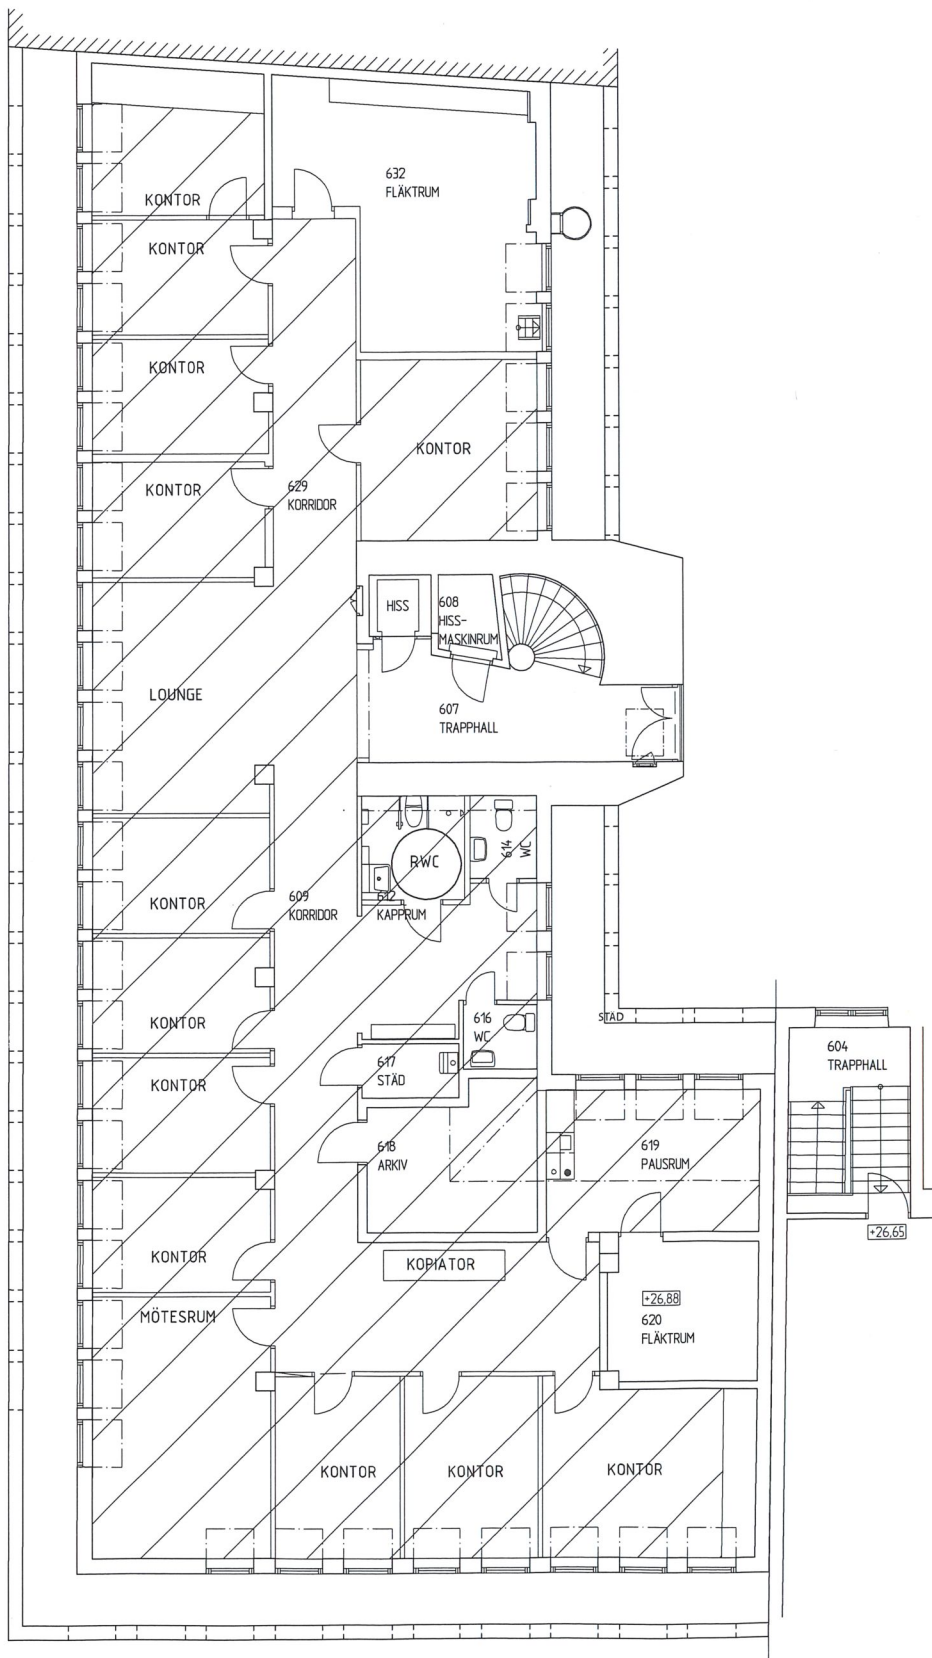 632
FLÄKTRUM
KONTOR
KONTOR
KONTOR
KONTOR
KONTOR
629
KORRIDOR
HISS
608
HISS-
MASKINRUM
LOUNGE
607
TRAPPHALL
RWC
614
WC
KONTOR
609
KORRIDOR
612
KAPPRUM
KONTOR
616
WC
STÄD
604
TRAPPHALL
617
STÄD
KONTOR
618
ARKIV
619
PAUSRUM
+26,65
KONTOR
KOPIATOR
+26,88
620
FLÄKTRUM
MÖTESRUM
KONTOR
KONTOR
KONTOR